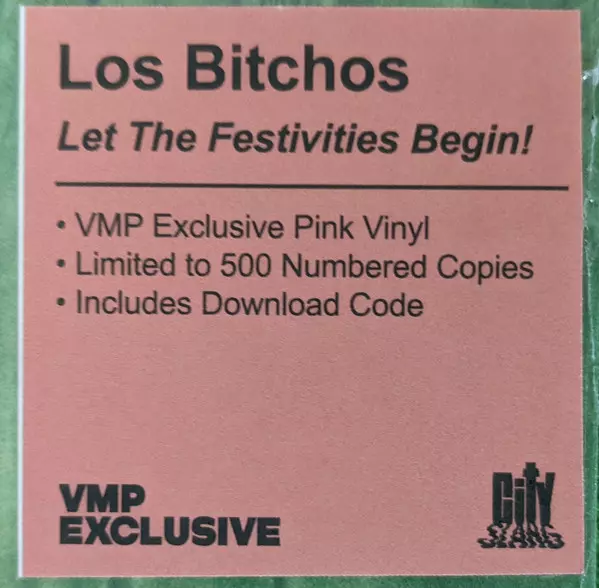 Los Bitchos
Let The Festivities Begin!
• VMP Exclusive Pink Vinyl
• Limited to 500 Numbered Copies
• Includes Download Code
VMP
EXCLUSIVE
CitY
SLANG